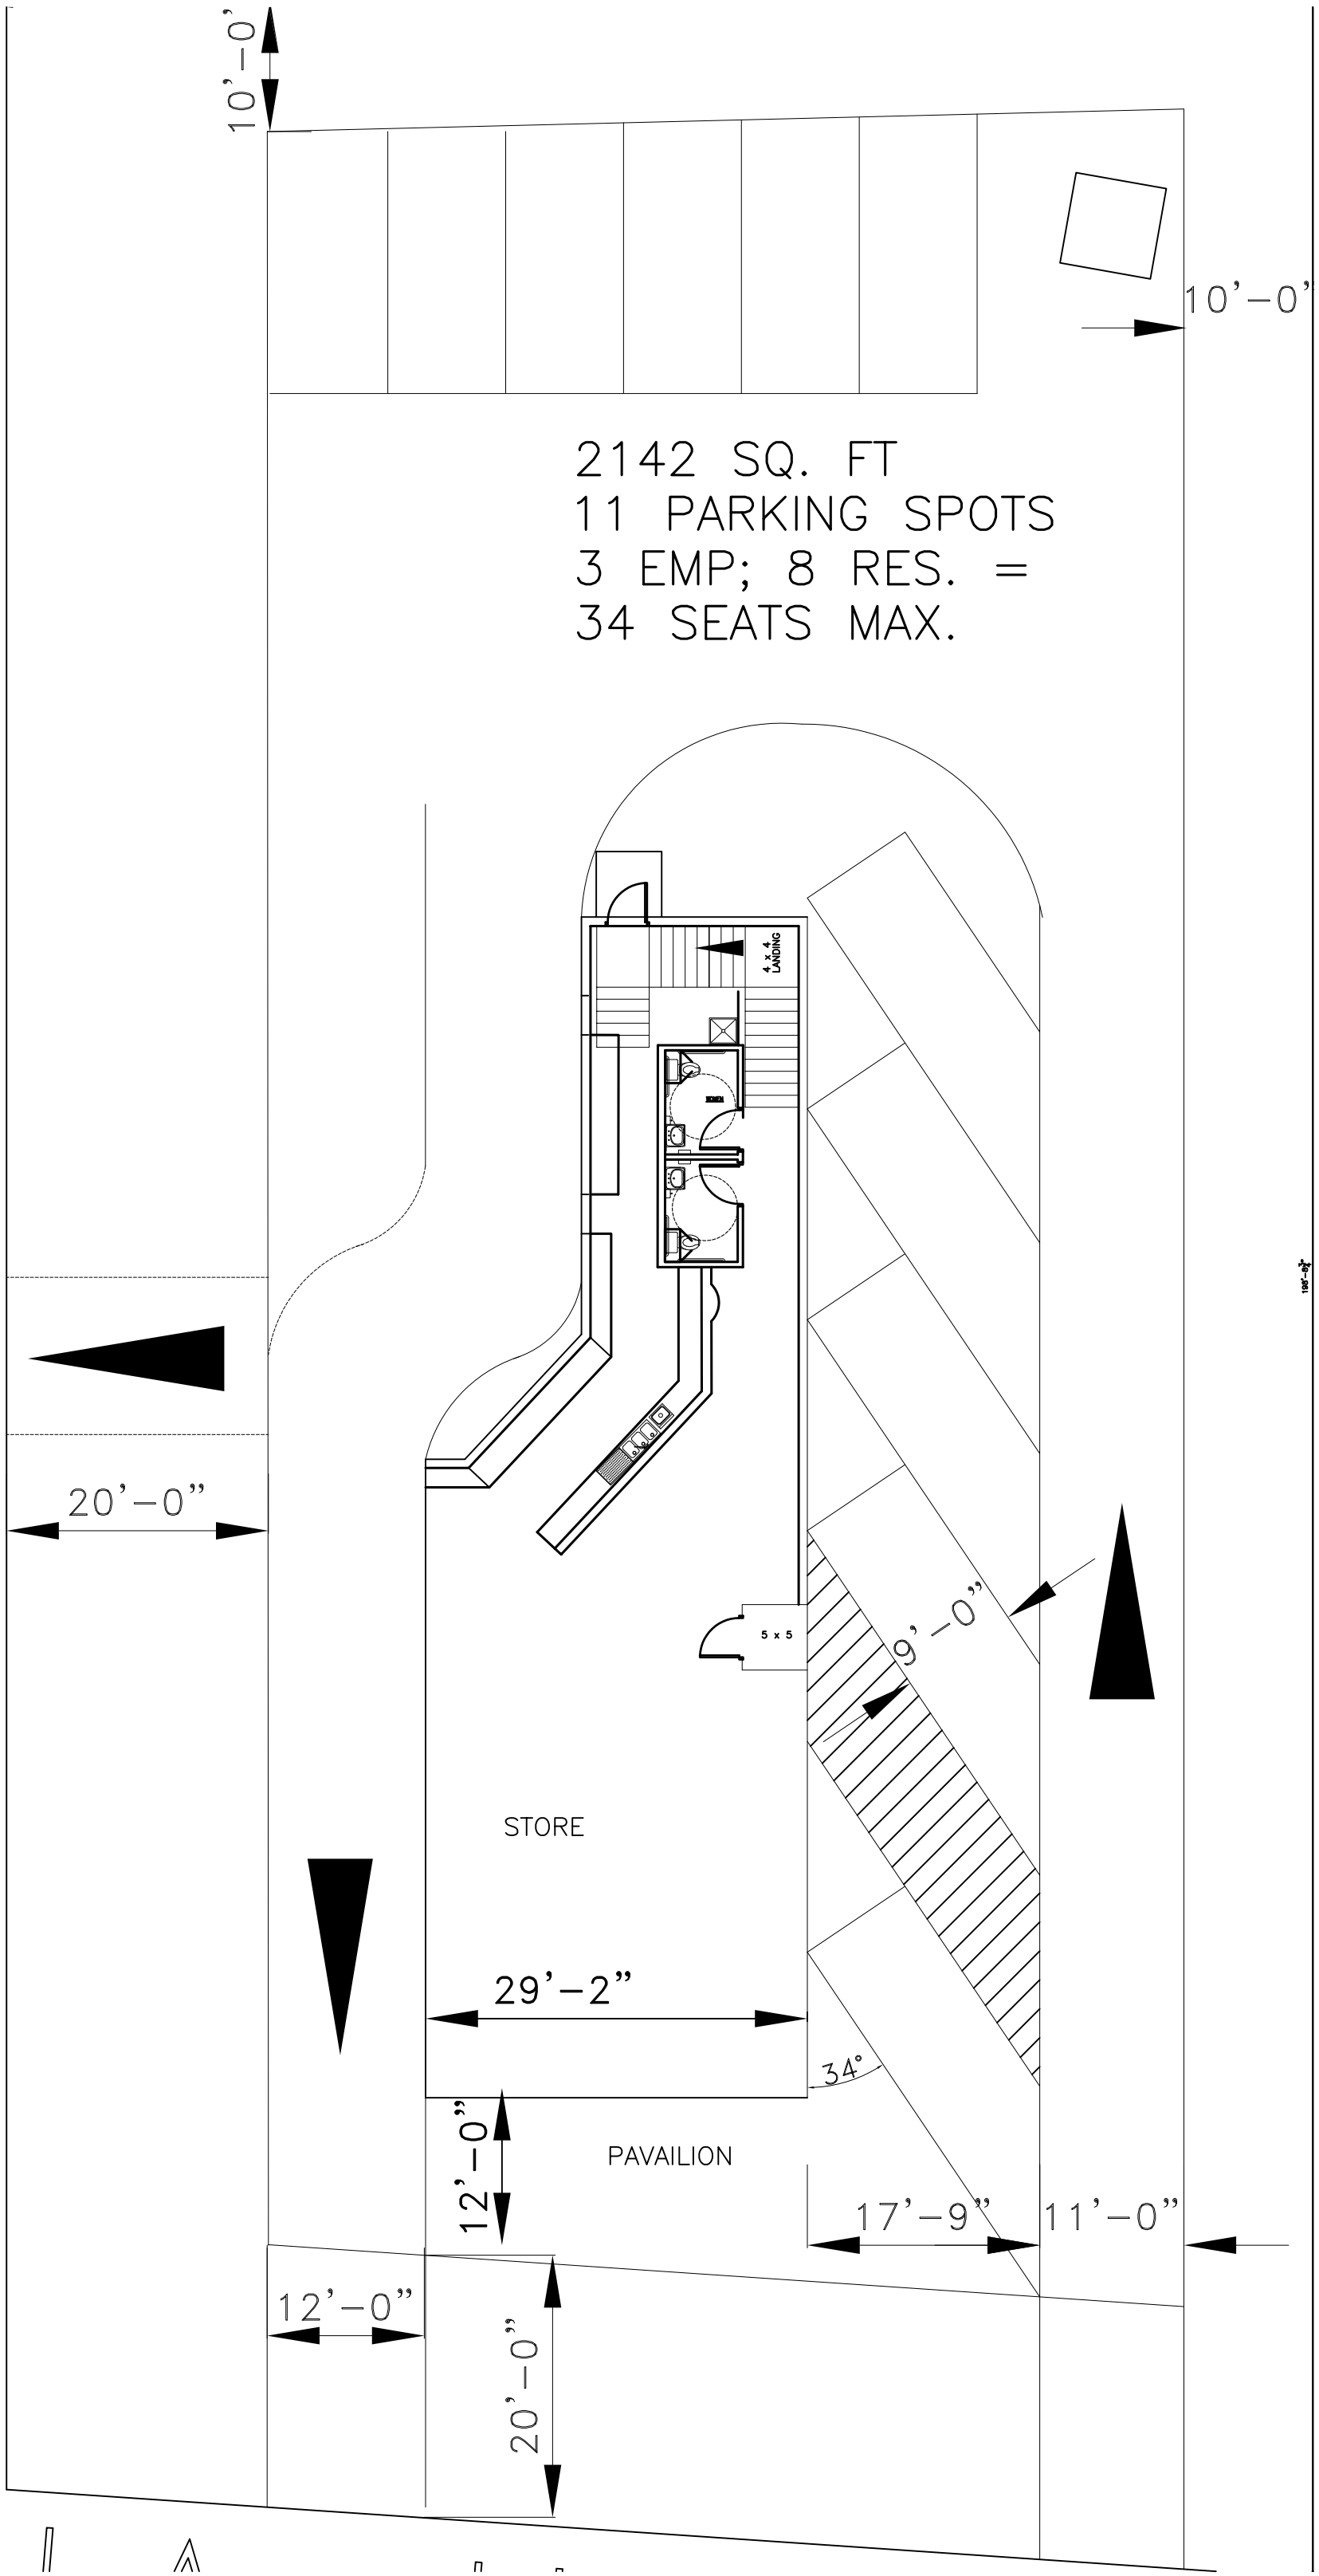 10'-0'
10'-0'
2142 SQ. FT
11 PARKING SPOTS
3 EMP; 8 RES. =
34 SEATS MAX.
4 x 4
LANDING
20'-0"
9'-0"
5 x 5
STORE
29'-2"
34°
12'-0"
PAVAILION
17'-9"
11'-0"
12'-0"
20'-0"